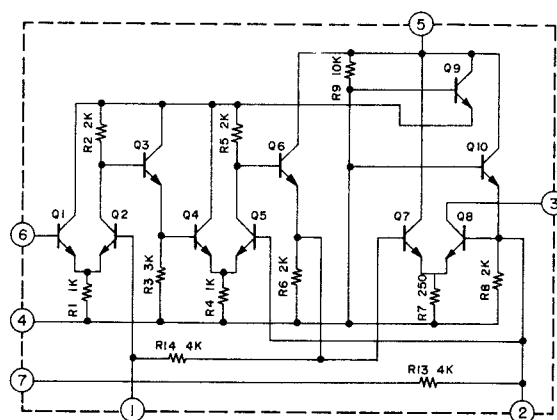 5
R9 10K
Q9
R2 2K
R5 2K
Q3
Q6
Q10
3
Q1
Q2
Q4
Q5
Q7
Q8
6
R1 1K
R3 3K
R4 1K
R6 2K
R7 250
R8 2K
4
R14 4K
7
R13 4K
1
2